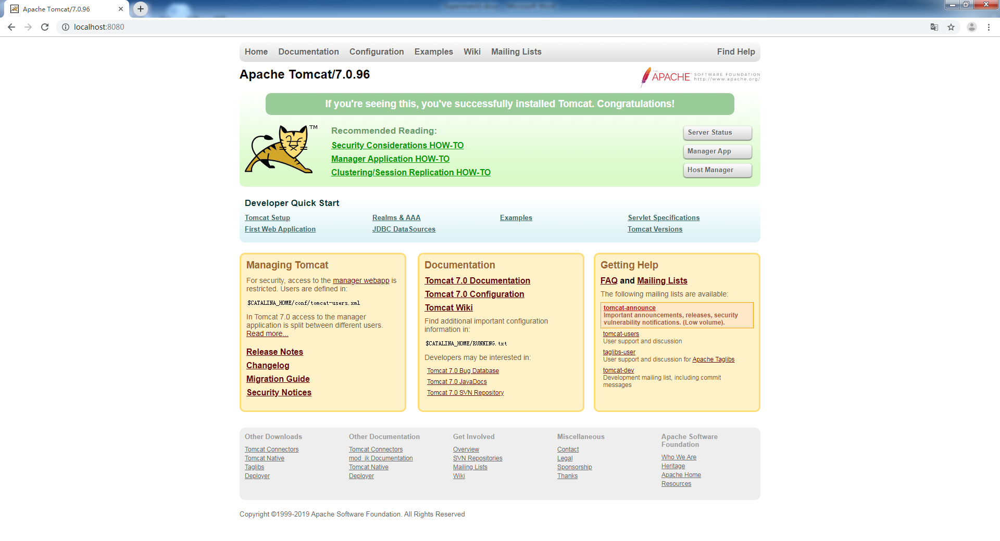 Apache Tomcat/7.0.96
localhost:8080
Home Documentation Configuration Examples Wiki Mailing Lists Find Help
Apache Tomcat/7.0.96
THE APACHE SOFTWARE FOUNDATION
http://www.apache.org/
If you're seeing this, you've successfully installed Tomcat. Congratulations!
TM
Recommended Reading:
Security Considerations HOW-TO
Manager Application HOW-TO
Clustering/Session Replication HOW-TO
Server Status
Manager App
Host Manager
Developer Quick Start
Tomcat Setup
First Web Application
Realms & AAA
JDBC DataSources
Examples
Servlet Specifications
Tomcat Versions
Managing Tomcat
For security, access to the manager webapp is
restricted. Users are defined in:
$CATALINA_HOME/conf/tomcat-users.xml
In Tomcat 7.0 access to the manager
application is split between different users.
Read more...
Release Notes
Changelog
Migration Guide
Security Notices
Documentation
Tomcat 7.0 Documentation
Tomcat 7.0 Configuration
Tomcat Wiki
Find additional important configuration
information in:
$CATALINA_HOME/RUNNING.txt
Developers may be interested in:
Tomcat 7.0 Bug Database
Tomcat 7.0 JavaDocs
Tomcat 7.0 SVN Repository
Getting Help
FAQ and Mailing Lists
The following mailing lists are available:
tomcat-announce
Important announcements, releases, security
vulnerability notifications. (Low volume).
tomcat-users
User support and discussion
taglibs-user
User support and discussion for Apache Taglibs
tomcat-dev
Development mailing list, including commit
messages
Other Downloads
Tomcat Connectors
Tomcat Native
Taglibs
Deployer
Other Documentation
Tomcat Connectors
mod_jk Documentation
Tomcat Native
Deployer
Get Involved
Overview
SVN Repositories
Mailing Lists
Wiki
Miscellaneous
Contact
Legal
Sponsorship
Thanks
Apache Software
Foundation
Who We Are
Heritage
Apache Home
Resources
Copyright ©1999-2019 Apache Software Foundation. All Rights Reserved